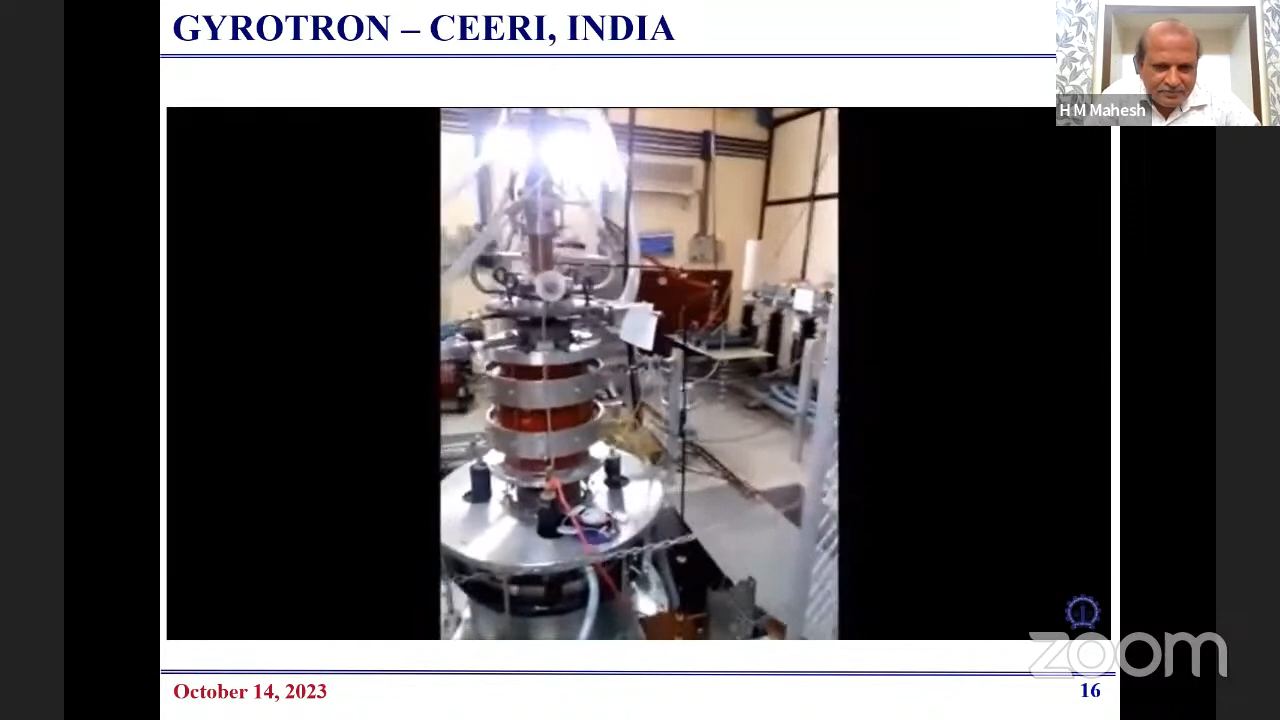 GYROTRON – CEERI, INDIA
H M Mahesh
zoom
October 14, 2023
16